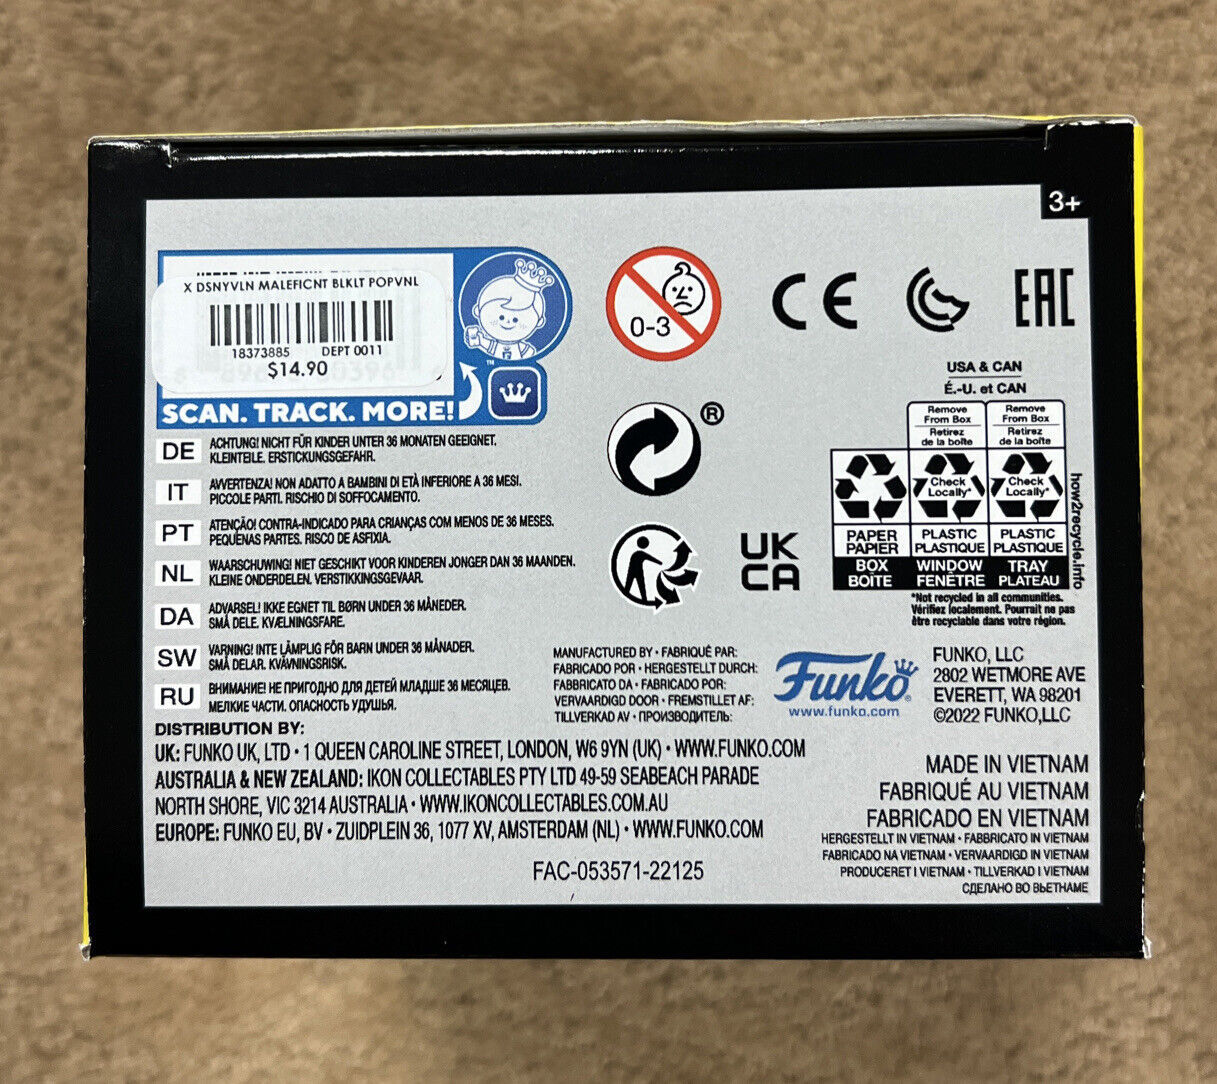 3+
X DSNYVLN MALEFICNT BLKLT POPVNL
18373885 DEPT 0011
$14.90
SCAN. TRACK. MORE!
™
0-3
CE
EAC
®
UK
CA
USA & CAN
É.-U. et CAN
Remove From Box
Retirez de la boîte
Remove From Box
Retirez de la boîte
Check Locally*
Check Locally*
PAPER
PAPIER
BOX
BOÎTE
PLASTIC
PLASTIQUE
WINDOW
FENÊTRE
PLASTIC
PLASTIQUE
TRAY
PLATEAU
how2recycle.info
*Not recycled in all communities.
Vérifiez localement. Pourrait ne pas
être recyclable dans votre région.
DE ACHTUNG! NICHT FÜR KINDER UNTER 36 MONATEN GEEIGNET.
KLEINTEILE. ERSTICKUNGSGEFAHR.
IT AVVERTENZA! NON ADATTO A BAMBINI DI ETÀ INFERIORE A 36 MESI.
PICCOLE PARTI. RISCHIO DI SOFFOCAMENTO.
PT ATENÇÃO! CONTRA-INDICADO PARA CRIANÇAS COM MENOS DE 36 MESES.
PEQUENAS PARTES. RISCO DE ASFIXIA.
NL WAARSCHUWING! NIET GESCHIKT VOOR KINDEREN JONGER DAN 36 MAANDEN.
KLEINE ONDERDELEN. VERSTIKKINGSGEVAAR.
DA ADVARSEL! IKKE EGNET TIL BØRN UNDER 36 MÅNEDER.
SMÅ DELE. KVÆLNINGSFARE.
SW VARNING! INTE LÄMPLIG FÖR BARN UNDER 36 MÅNADER.
SMÅ DELAR. KVÄVNINGSRISK.
RU ВНИМАНИЕ! НЕ ПРИГОДНО ДЛЯ ДЕТЕЙ МЛАДШЕ 36 МЕСЯЦЕВ.
МЕЛКИЕ ЧАСТИ. ОПАСНОСТЬ УДУШЬЯ.
MANUFACTURED BY • FABRIQUÉ PAR:
FABRICADO POR • HERGESTELLT DURCH:
FABBRICATO DA • FABRICADO POR:
VERVAARDIGD DOOR • FREMSTILLET AF:
TILLVERKAD AV • ПРОИЗВОДИТЕЛЬ:
Funko®
www.funko.com
FUNKO, LLC
2802 WETMORE AVE
EVERETT, WA 98201
©2022 FUNKO,LLC
DISTRIBUTION BY:
UK: FUNKO UK, LTD • 1 QUEEN CAROLINE STREET, LONDON, W6 9YN (UK) • WWW.FUNKO.COM
AUSTRALIA & NEW ZEALAND: IKON COLLECTABLES PTY LTD 49-59 SEABEACH PARADE
NORTH SHORE, VIC 3214 AUSTRALIA • WWW.IKONCOLLECTABLES.COM.AU
EUROPE: FUNKO EU, BV • ZUIDPLEIN 36, 1077 XV, AMSTERDAM (NL) • WWW.FUNKO.COM
FAC-053571-22125
MADE IN VIETNAM
FABRIQUÉ AU VIETNAM
FABRICADO EN VIETNAM
HERGESTELLT IN VIETNAM • FABBRICATO IN VIETNAM
FABRICADO NA VIETNAM • VERVAARDIGD IN VIETNAM
PRODUCERET I VIETNAM • TILLVERKAD I VIETNAM
СДЕЛАНО ВО ВЬЕТНАМЕ